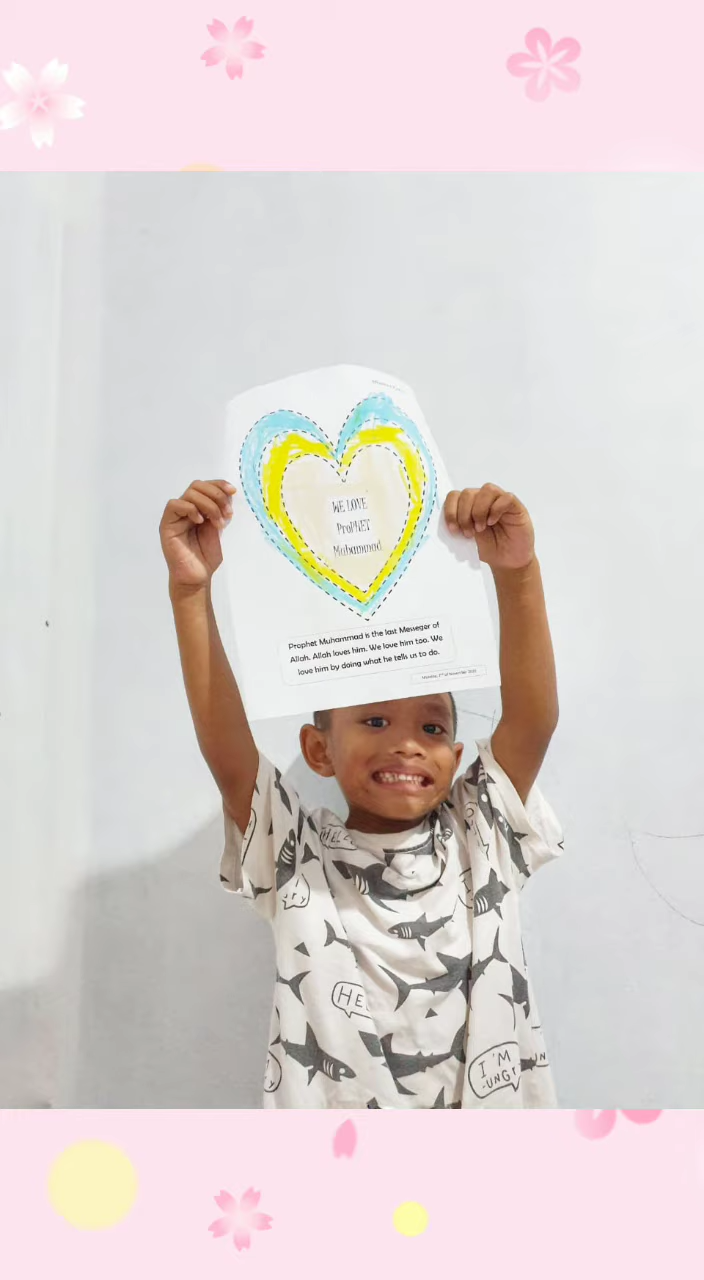 WE LOVE
ProPHET
Muhammad
Prophet Muhammad is the last Messeger of
Allah. Allah loves him. We love him too. We
love him by doing what he tells us to do.
HE
I'M
-UNGY